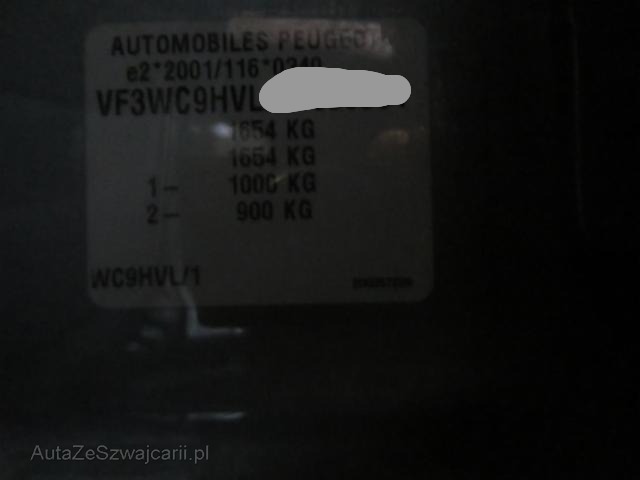 AUTOMOBILES PEUGEOT
e2*2001/116*0340
VF3WC9HVL
1654 KG
1654 KG
1– 1000 KG
2– 900 KG
WC9HVL/1
AutaZeSzwajcarii.pl